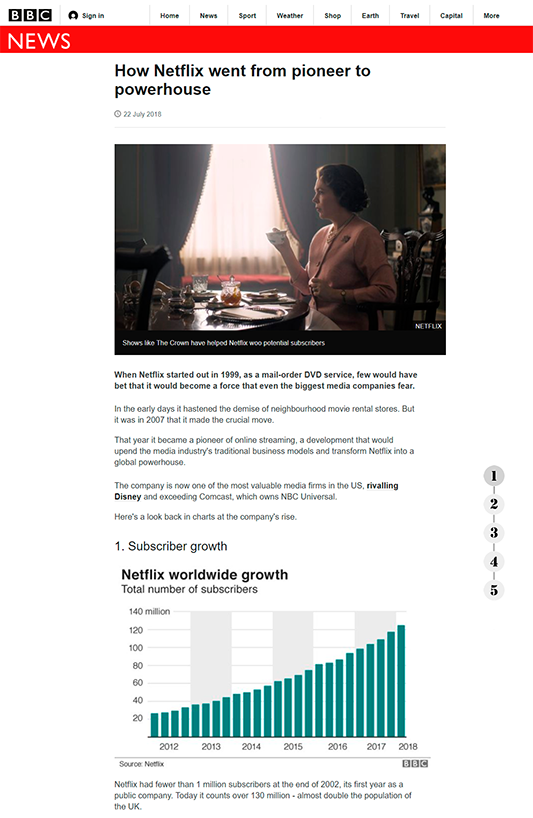 BBC Sign in Home News Sport Weather Shop Earth Travel Capital More
NEWS
How Netflix went from pioneer to
powerhouse
22 July 2018
NETFLIX
Shows like The Crown have helped Netflix woo potential subscribers
When Netflix started out in 1999, as a mail-order DVD service, few would have
bet that it would become a force that even the biggest media companies fear.
In the early days it hastened the demise of neighbourhood movie rental stores. But
it was in 2007 that it made the crucial move.
That year it became a pioneer of online streaming, a development that would
upend the media industry's traditional business models and transform Netflix into a
global powerhouse.
The company is now one of the most valuable media firms in the US, rivalling
Disney and exceeding Comcast, which owns NBC Universal.
Here's a look back in charts at the company's rise.
1
2
3
4
5
1. Subscriber growth
Netflix worldwide growth
Total number of subscribers
140 million
120
100
80
60
40
20
2012 2013 2014 2015 2016 2017 2018
Source: Netflix BBC
Netflix had fewer than 1 million subscribers at the end of 2002, its first year as a
public company. Today it counts over 130 million - almost double the population of
the UK.